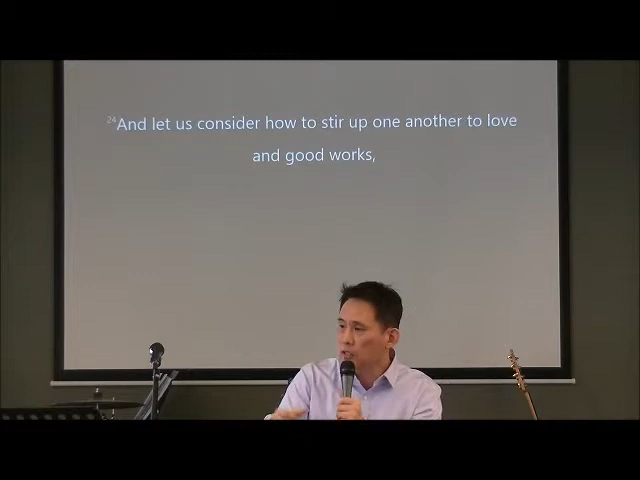 24And let us consider how to stir up one another to love
and good works,